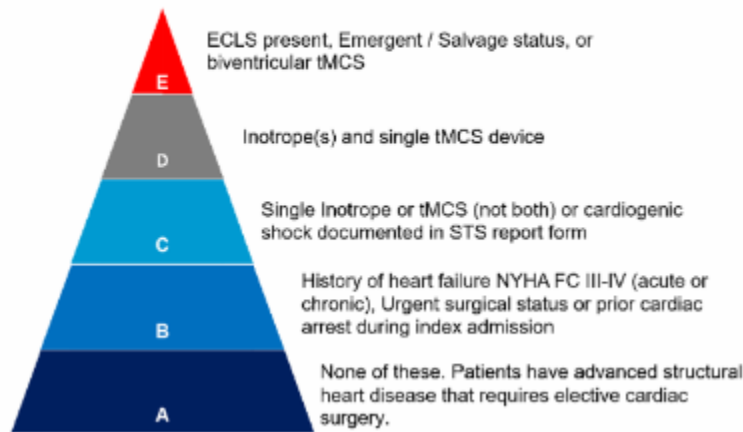 ECLS present, Emergent / Salvage status, or
biventricular tMCS
E
Inotrope(s) and single tMCS device
D
Single Inotrope or tMCS (not both) or cardiogenic
shock documented in STS report form
C
History of heart failure NYHA FC III-IV (acute or
chronic), Urgent surgical status or prior cardiac
arrest during index admission
B
None of these. Patients have advanced structural
heart disease that requires elective cardiac
surgery.
A